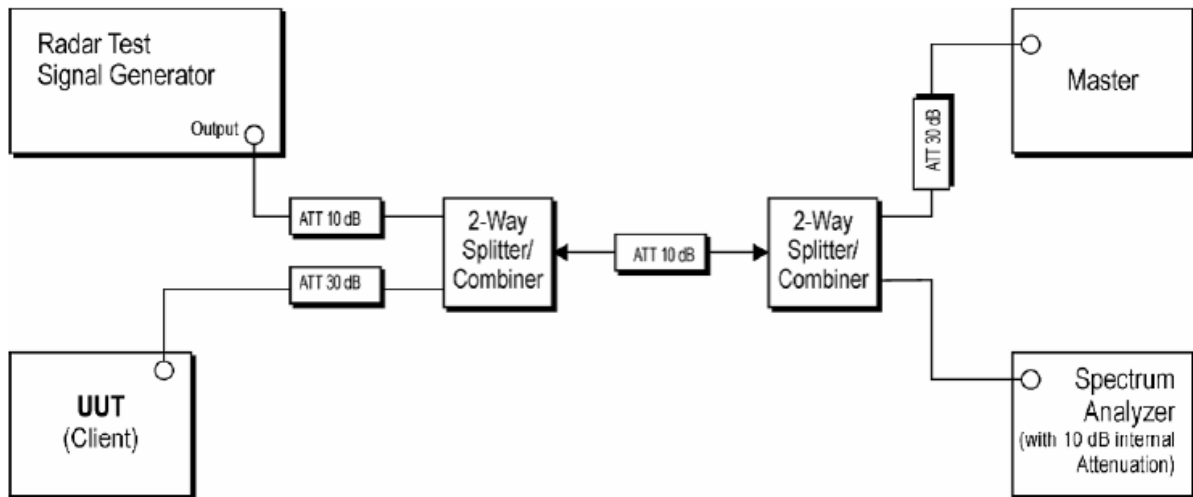 Radar Test
Signal Generator
Output
ATT 10 dB
ATT 30 dB
2-Way
Splitter/
Combiner
ATT 10 dB
2-Way
Splitter/
Combiner
ATT 30 dB
Master
UUT
(Client)
Spectrum
Analyzer
(with 10 dB internal
Attenuation)